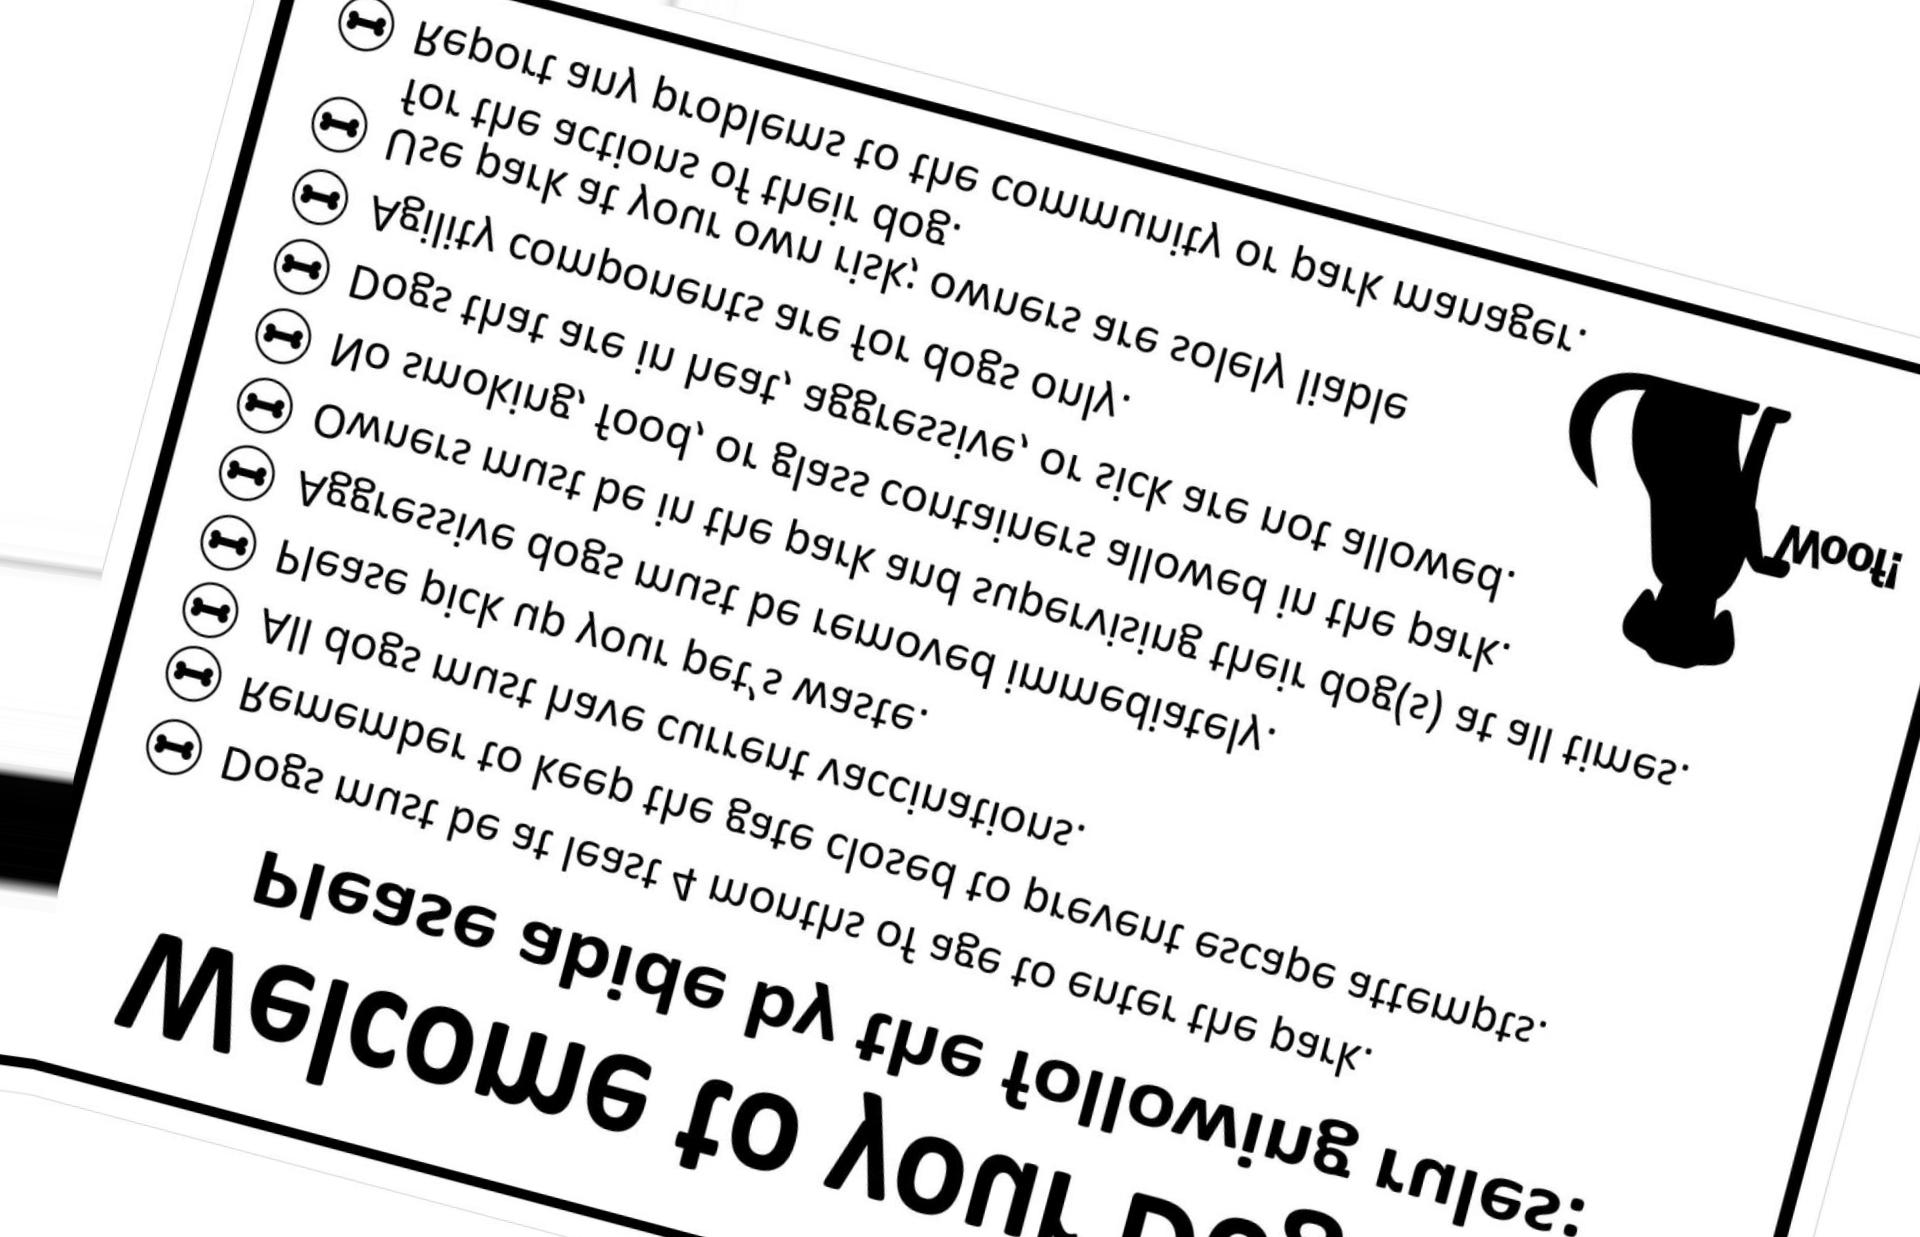 Welcome to your Dog
Please abide by the following rules:
Dogs must be at least 4 months of age to enter the park.
Remember to keep the gate closed to prevent escape attempts.
All dogs must have current vaccinations.
Please pick up your pet's waste.
Aggressive dogs must be removed immediately.
Owners must be in the park and supervising their dog(s) at all times.
No smoking, food, or glass containers allowed in the park.
Dogs that are in heat, aggressive, or sick are not allowed.
Agility components are for dogs only.
Use park at your own risk; owners are solely liable
for the actions of their dog.
Report any problems to the community or park manager.
Woof!